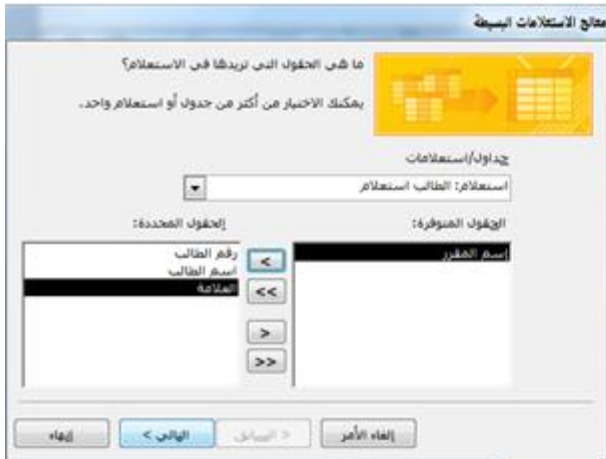 معالج الاستعلامات البسيطة
ما هي الحقول التي تريدها في الاستعلام؟
يمكنك الاختيار من أكثر من جدول أو استعلام واحد.
جداول/استعلامات
استعلام: الطالب استعلام
الحقول المتوفرة:
الحقول المحددة:
اسم المقرر
رقم الطالب
اسم الطالب
العلامة
<
<<
>
>>
إلغاء الأمر
< السابق
التالي >
إنهاء